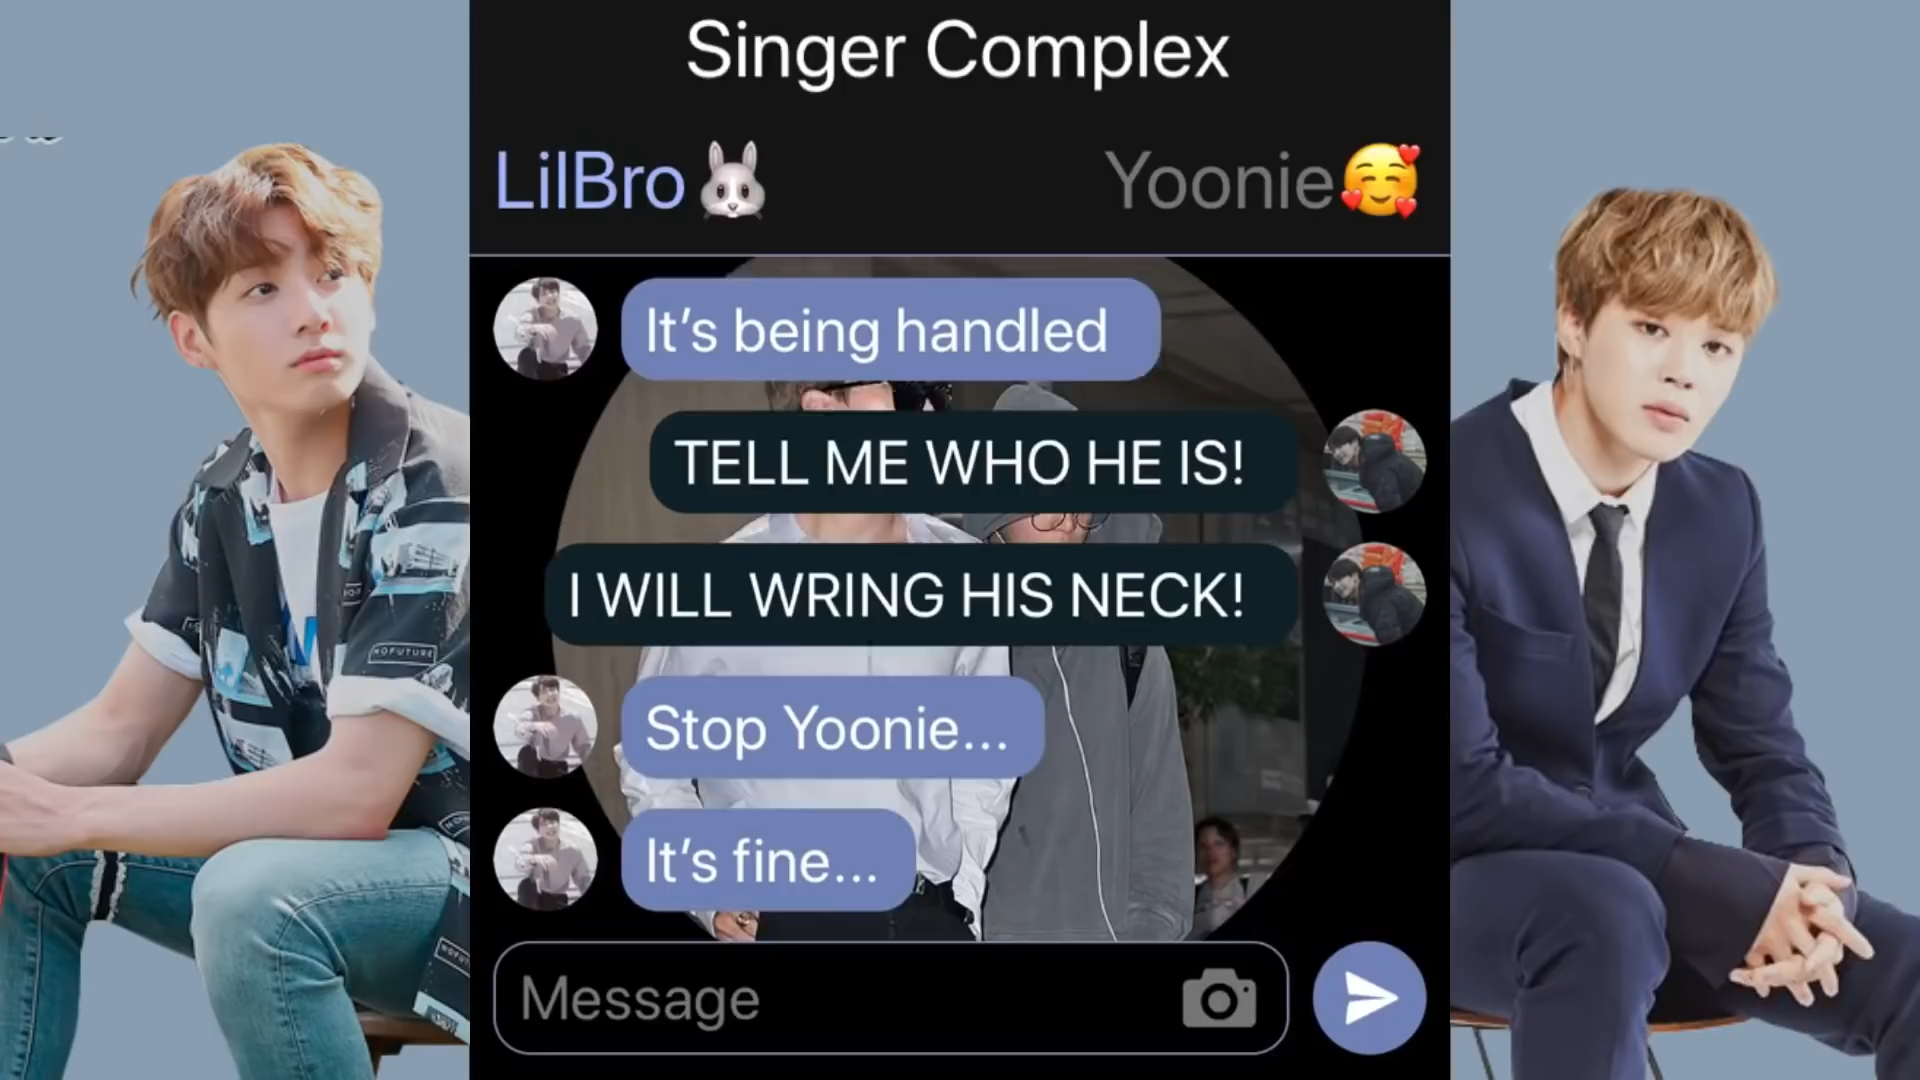 Singer Complex
LilBro🐰
Yoonie🥰
It's being handled
TELL ME WHO HE IS!
I WILL WRING HIS NECK!
Stop Yoonie...
It's fine...
Message
NOFUTURE